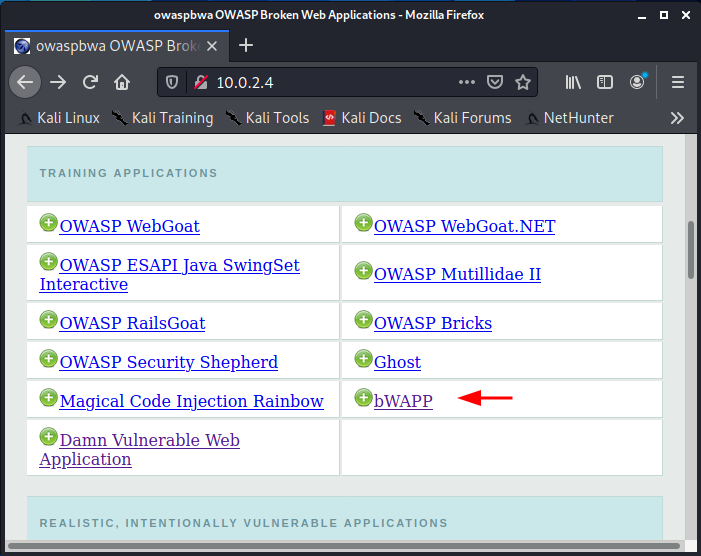 owaspbwa OWASP Broken Web Applications - Mozilla Firefox
owaspbwa OWASP Brok
10.0.2.4
Kali Linux Kali Training Kali Tools Kali Docs Kali Forums NetHunter
TRAINING APPLICATIONS
OWASP WebGoat
OWASP WebGoat.NET
OWASP ESAPI Java SwingSet
Interactive
OWASP Mutillidae II
OWASP RailsGoat
OWASP Bricks
OWASP Security Shepherd
Ghost
Magical Code Injection Rainbow
bWAPP
Damn Vulnerable Web
Application
REALISTIC, INTENTIONALLY VULNERABLE APPLICATIONS